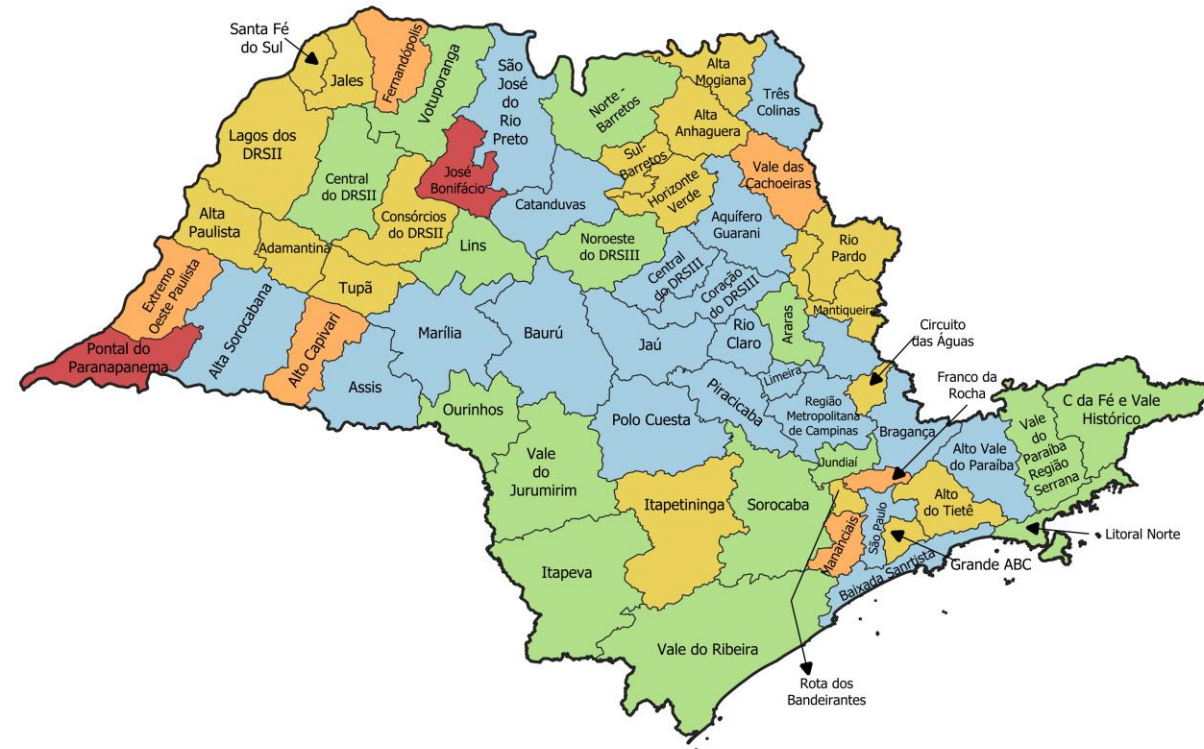 Santa Fé
do Sul
Jales
Fernandópolis
Votuporanga
São
José
do
Rio
Preto
Norte -
Barretos
Alta
Mogiana
Três
Colinas
Alta
Anhaguera
Lagos dos
DRSII
Central
do DRSII
José
Bonifácio
Sul-
Barretos
Horizonte
Verde
Vale das
Cachoeiras
Catanduvas
Aquífero
Guarani
Alta
Paulista
Adamantina
Consórcios
do DRSII
Lins
Noroeste
do DRSIII
Rio
Pardo
Extremo
Oeste Paulista
Tupã
Central
do DRSIII
Coração
do DRSIII
Mantiqueira
Pontal do
Paranapanema
Alta Sorocabana
Alto Capivari
Marília
Baurú
Jaú
Rio
Claro
Araras
Circuito
das Águas
Assis
Limeira
Franco da
Rocha
Ourinhos
Polo Cuesta
Piracicaba
Região
Metropolitana
de Campinas
Bragança
C da Fé e Vale
Histórico
Vale
do
Paraíba
Região
Serrana
Alto Vale
do Paraíba
Vale
do
Jurumirim
Jundiaí
Itapetininga
Sorocaba
Alto
do Tietê
São Paulo
Mananciais
Litoral Norte
Grande ABC
Baixada Sanrtista
Itapeva
Vale do Ribeira
Rota dos
Bandeirantes